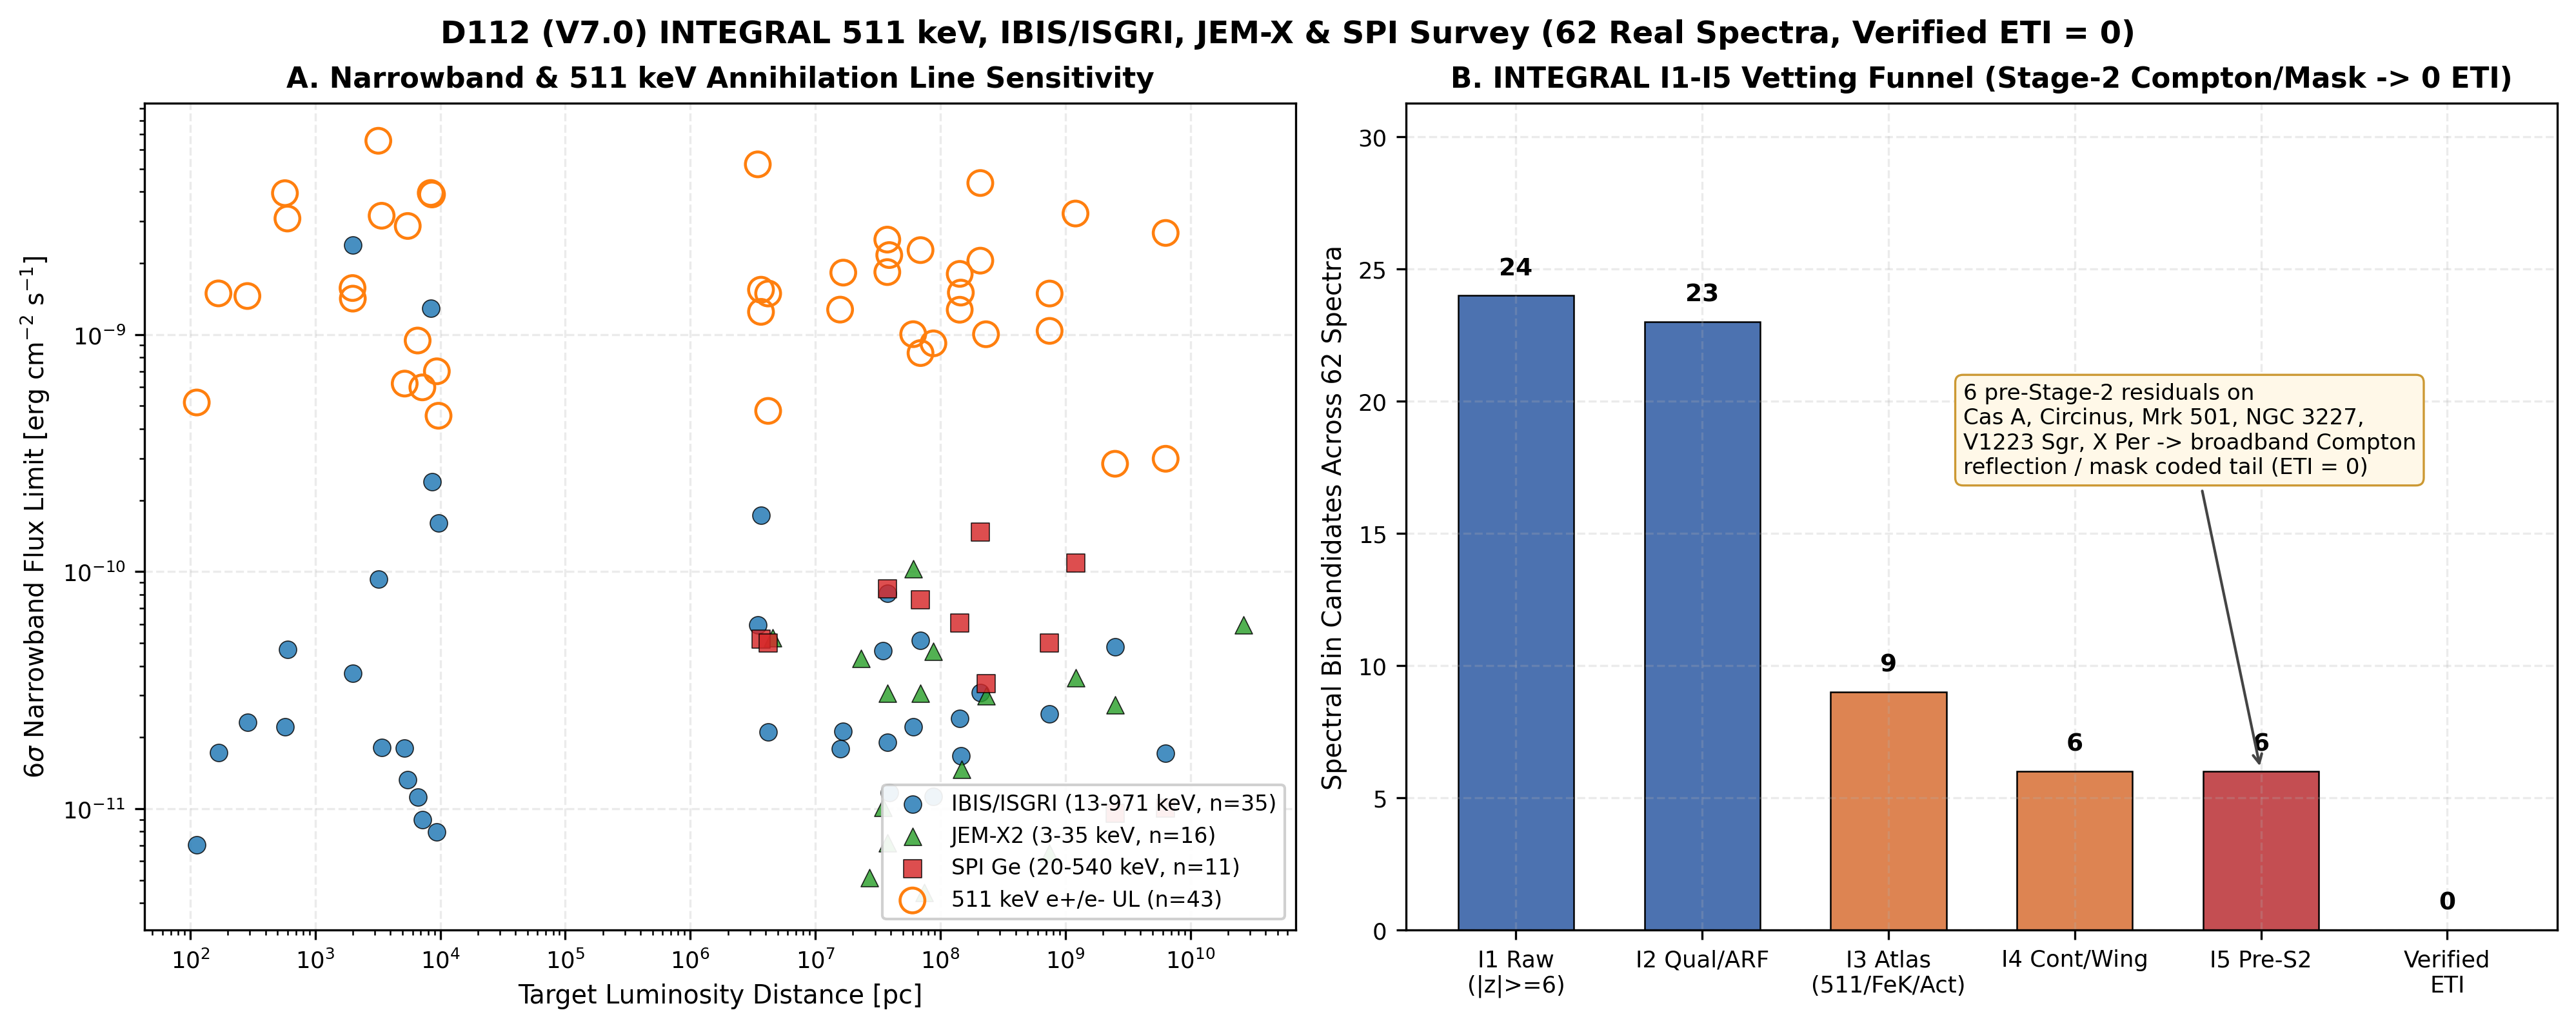 D112 (V7.0) INTEGRAL 511 keV, IBIS/ISGRI, JEM-X & SPI Survey (62 Real Spectra, Verified ETI = 0)
A. Narrowband & 511 keV Annihilation Line Sensitivity
6σ Narrowband Flux Limit [erg cm⁻² s⁻¹]
10⁻⁹
10⁻¹⁰
10⁻¹¹
10² 10³ 10⁴ 10⁵ 10⁶ 10⁷ 10⁸ 10⁹ 10¹⁰
Target Luminosity Distance [pc]
IBIS/ISGRI (13-971 keV, n=35)
JEM-X2 (3-35 keV, n=16)
SPI Ge (20-540 keV, n=11)
511 keV e+/e- UL (n=43)
B. INTEGRAL I1-I5 Vetting Funnel (Stage-2 Compton/Mask -> 0 ETI)
Spectral Bin Candidates Across 62 Spectra
30
25
20
15
10
5
0
24
23
9
6
6
0
6 pre-Stage-2 residuals on
Cas A, Circinus, Mrk 501, NGC 3227,
V1223 Sgr, X Per -> broadband Compton
reflection / mask coded tail (ETI = 0)
I1 Raw
(|z|>=6)
I2 Qual/ARF
I3 Atlas
(511/FeK/Act)
I4 Cont/Wing
I5 Pre-S2
Verified
ETI